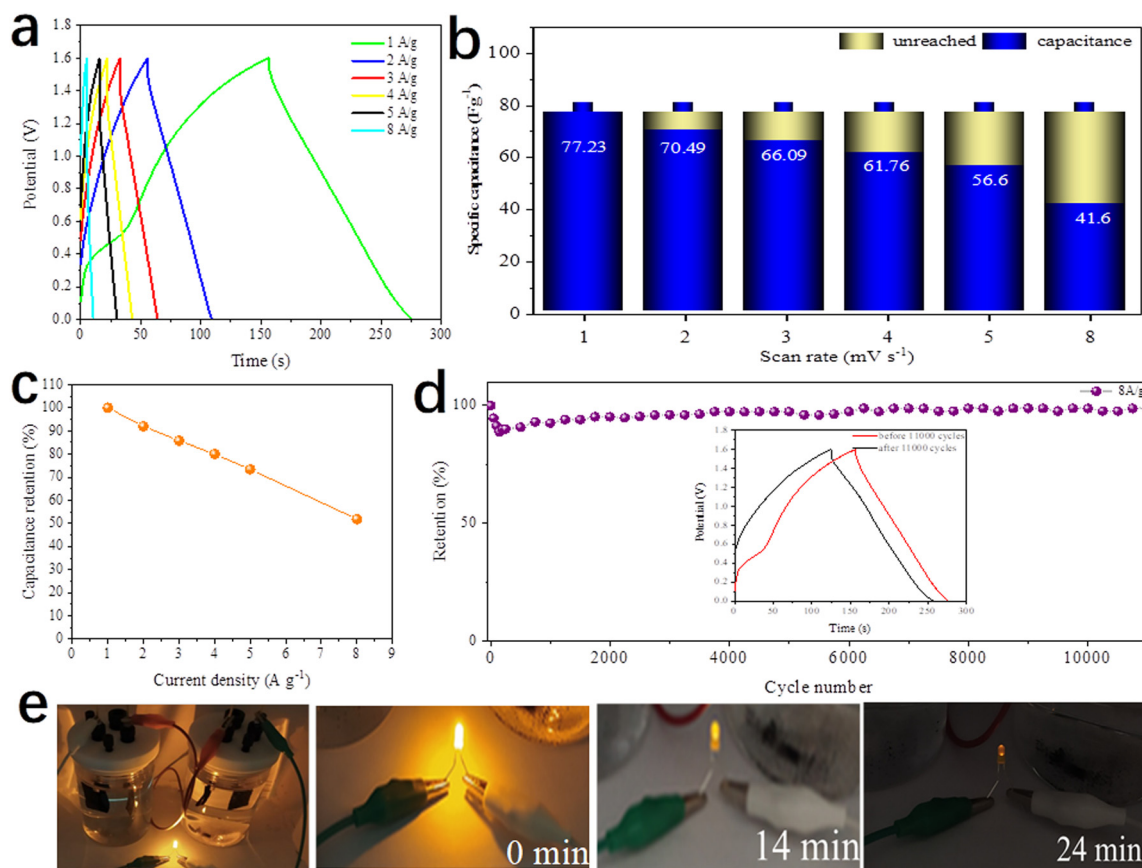 a
1 A/g
2 A/g
3 A/g
4 A/g
5 A/g
8 A/g
1.8
1.6
1.4
1.2
1.0
0.8
0.6
0.4
0.2
0.0
Potential (V)
0 50 100 150 200 250 300
Time (s)
b
unreached capacitance
100
80
60
40
20
0
Specific capacitance (Fg⁻¹)
77.23
70.49
66.09
61.76
56.6
41.6
1 2 3 4 5 8
Scan rate (mV s⁻¹)
c
110
100
90
80
70
60
50
40
30
20
10
0
Capacitance retention (%)
0 1 2 3 4 5 6 7 8 9
Current density (A g⁻¹)
d
8A/g
100
50
0
Retention (%)
before 11000 cycles
after 11000 cycles
1.8
1.6
1.4
1.2
1.0
0.8
0.6
0.4
0.2
0.0
Potential (V)
0 50 100 150 200 250 300
Time (s)
0 2000 4000 6000 8000 10000
Cycle number
e
0 min
14 min
24 min